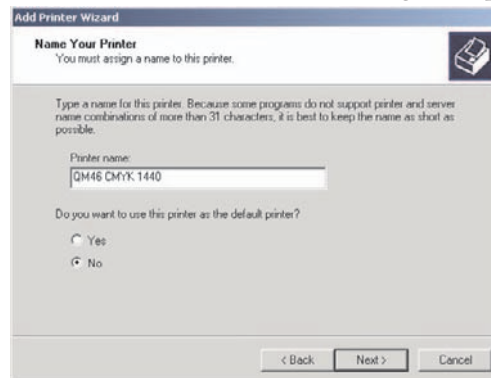 Add Printer Wizard
Name Your Printer
You must assign a name to this printer.
Type a name for this printer. Because some programs do not support printer and server
name combinations of more than 31 characters, it is best to keep the name as short as
possible.
Printer name:
QM46 CMYK 1440
Do you want to use this printer as the default printer?
Yes
No
< Back
Next >
Cancel